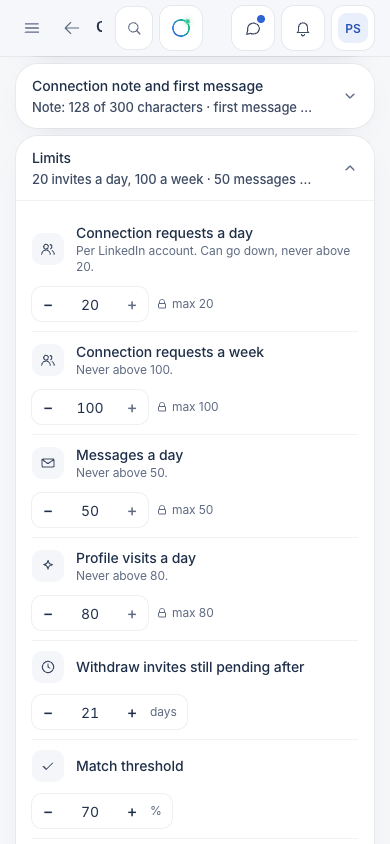 PS
Connection note and first message
Note: 128 of 300 characters · first message ...
Limits
20 invites a day, 100 a week · 50 messages ...
Connection requests a day
Per LinkedIn account. Can go down, never above
20.
− 20 + max 20
Connection requests a week
Never above 100.
− 100 + max 100
Messages a day
Never above 50.
− 50 + max 50
Profile visits a day
Never above 80.
− 80 + max 80
Withdraw invites still pending after
− 21 + days
Match threshold
− 70 + %